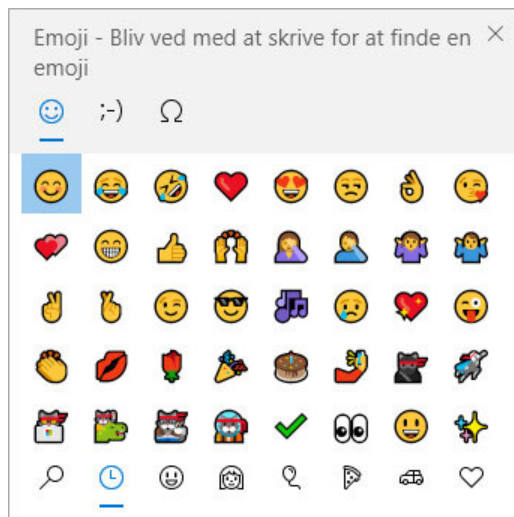 Emoji - Bliv ved med at skrive for at finde en
emoji
;-)
Ω